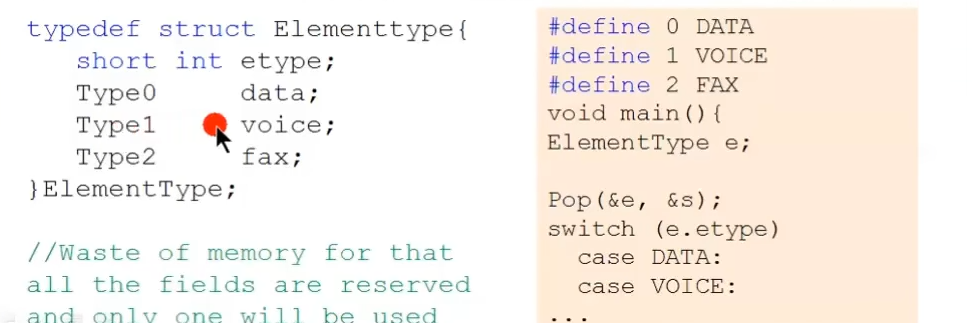 typedef struct Elementtype{
short int etype;
Type0 data;
Type1 voice;
Type2 fax;
}ElementType;
//Waste of memory for that
all the fields are reserved
and only one will be used
#define 0 DATA
#define 1 VOICE
#define 2 FAX
void main(){
ElementType e;
Pop(&e, &s);
switch (e.etype)
case DATA:
case VOICE:
...